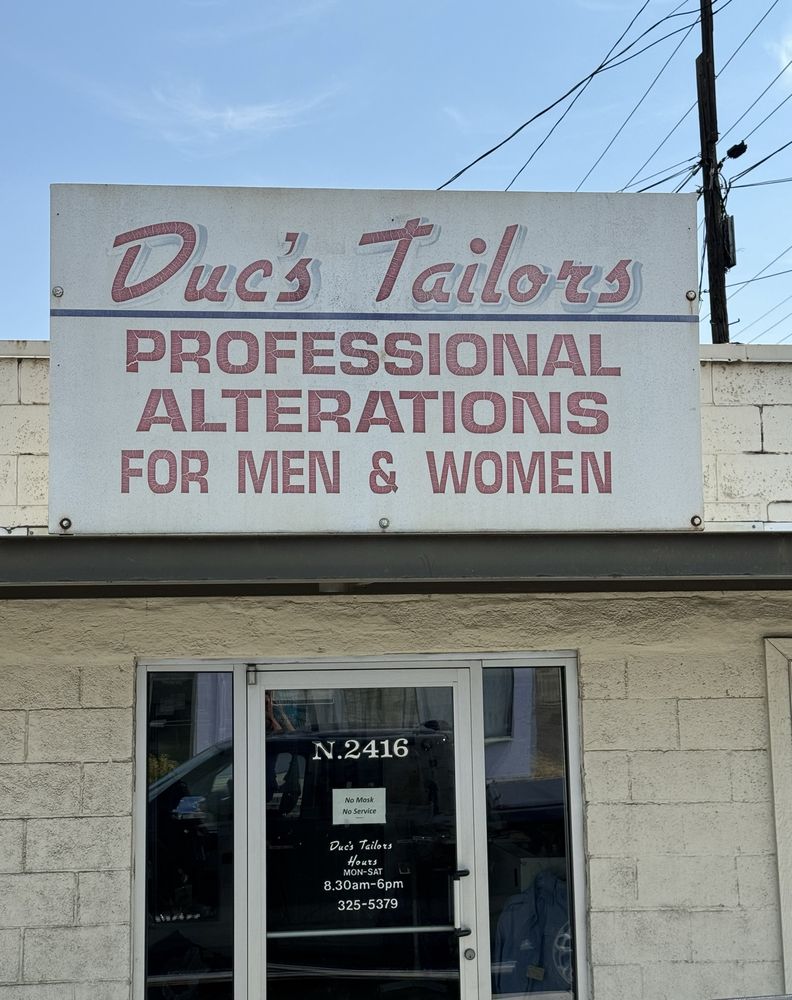 Duc's Tailors
PROFESSIONAL
ALTERATIONS
FOR MEN & WOMEN
N.2416
No Mask
No Service
Duc's Tailors
Hours
MON-SAT
8.30am-6pm
325-5379